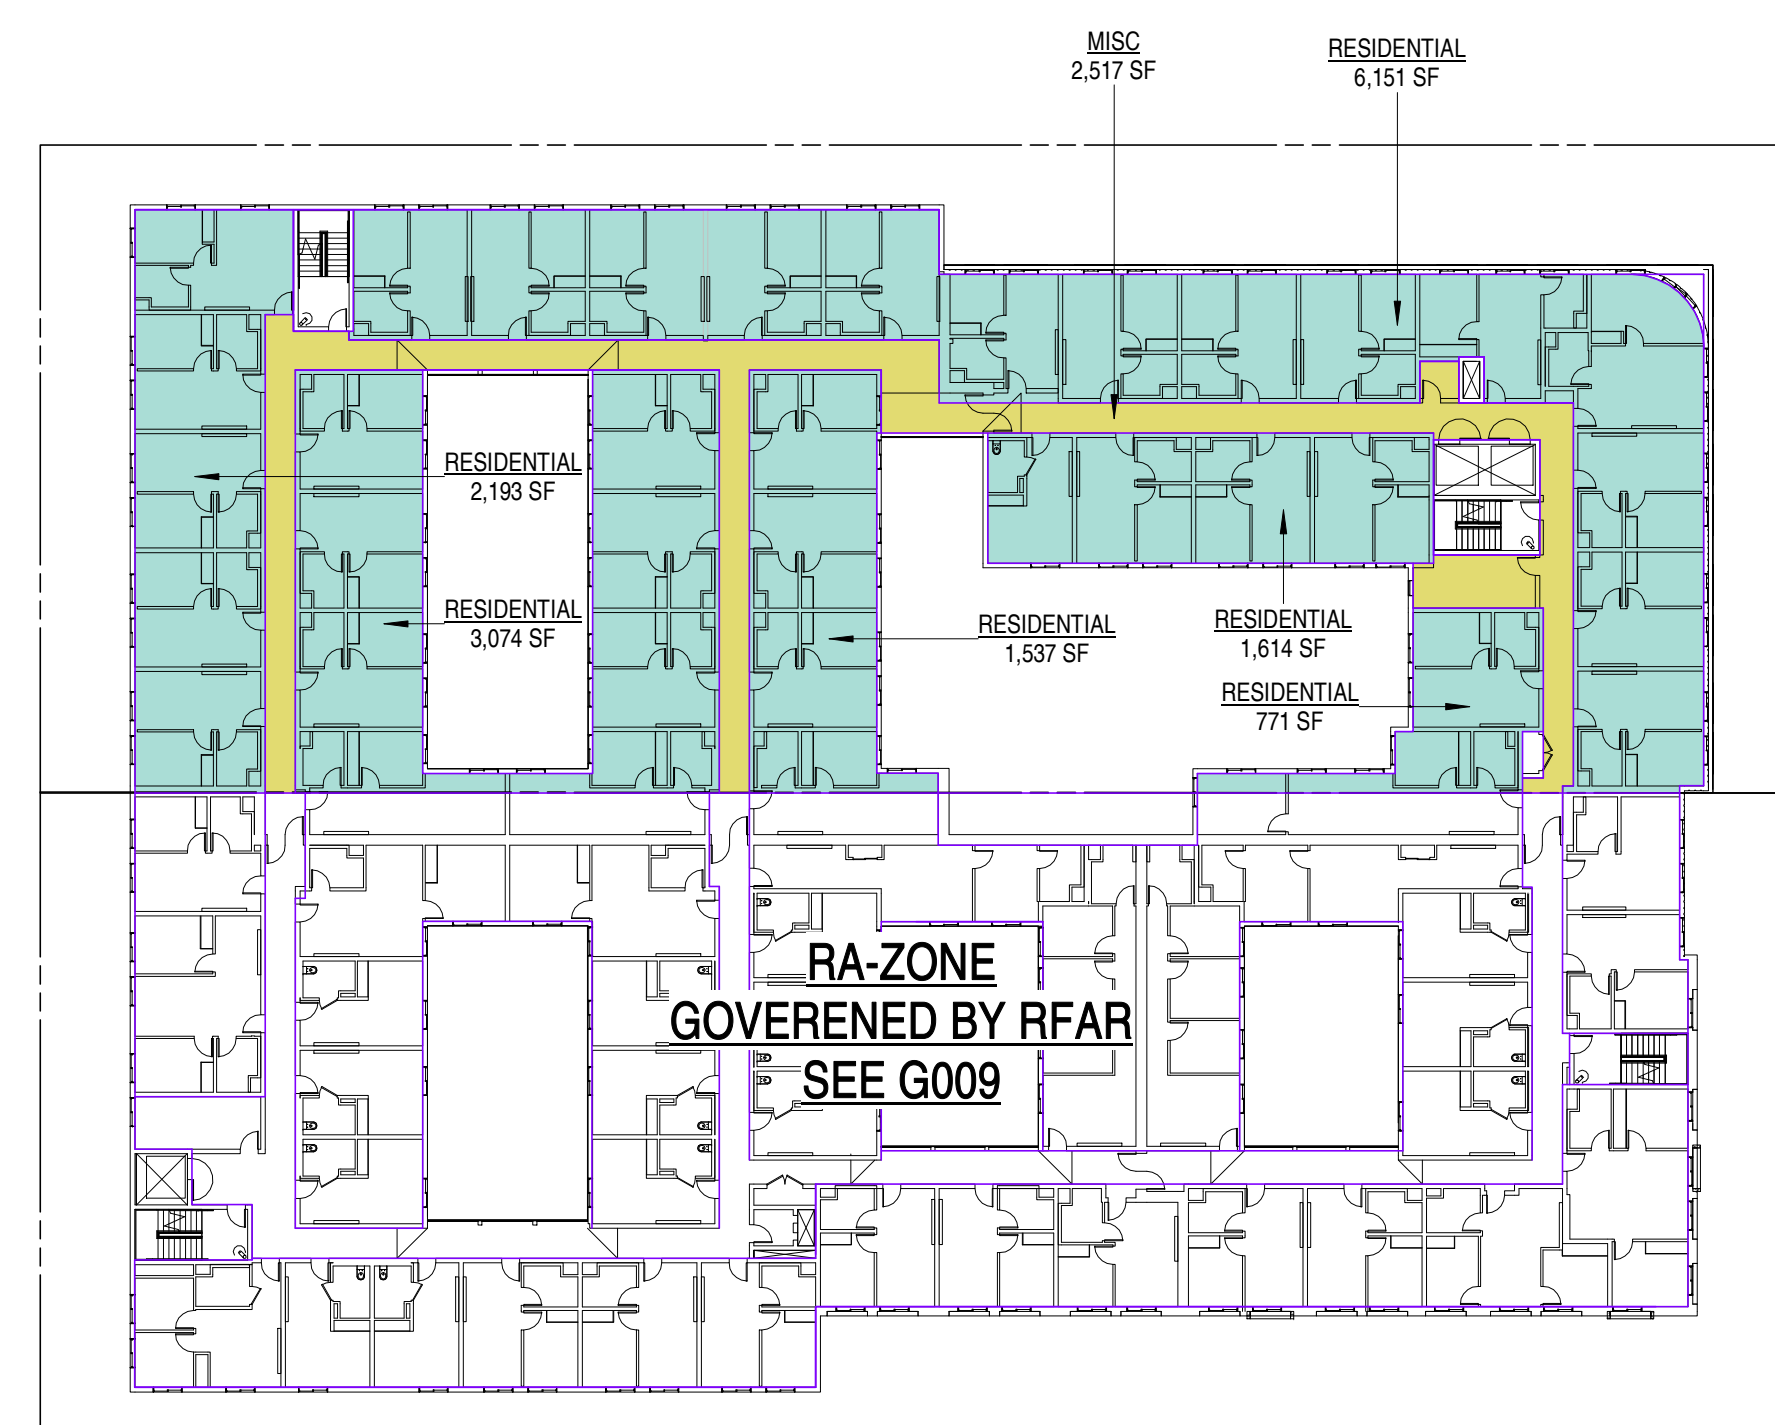 MISC
2,517 SF
RESIDENTIAL
6,151 SF
RESIDENTIAL
2,193 SF
RESIDENTIAL
3,074 SF
RESIDENTIAL
1,537 SF
RESIDENTIAL
1,614 SF
RESIDENTIAL
771 SF
RA-ZONE
GOVERENED BY RFAR
SEE G009